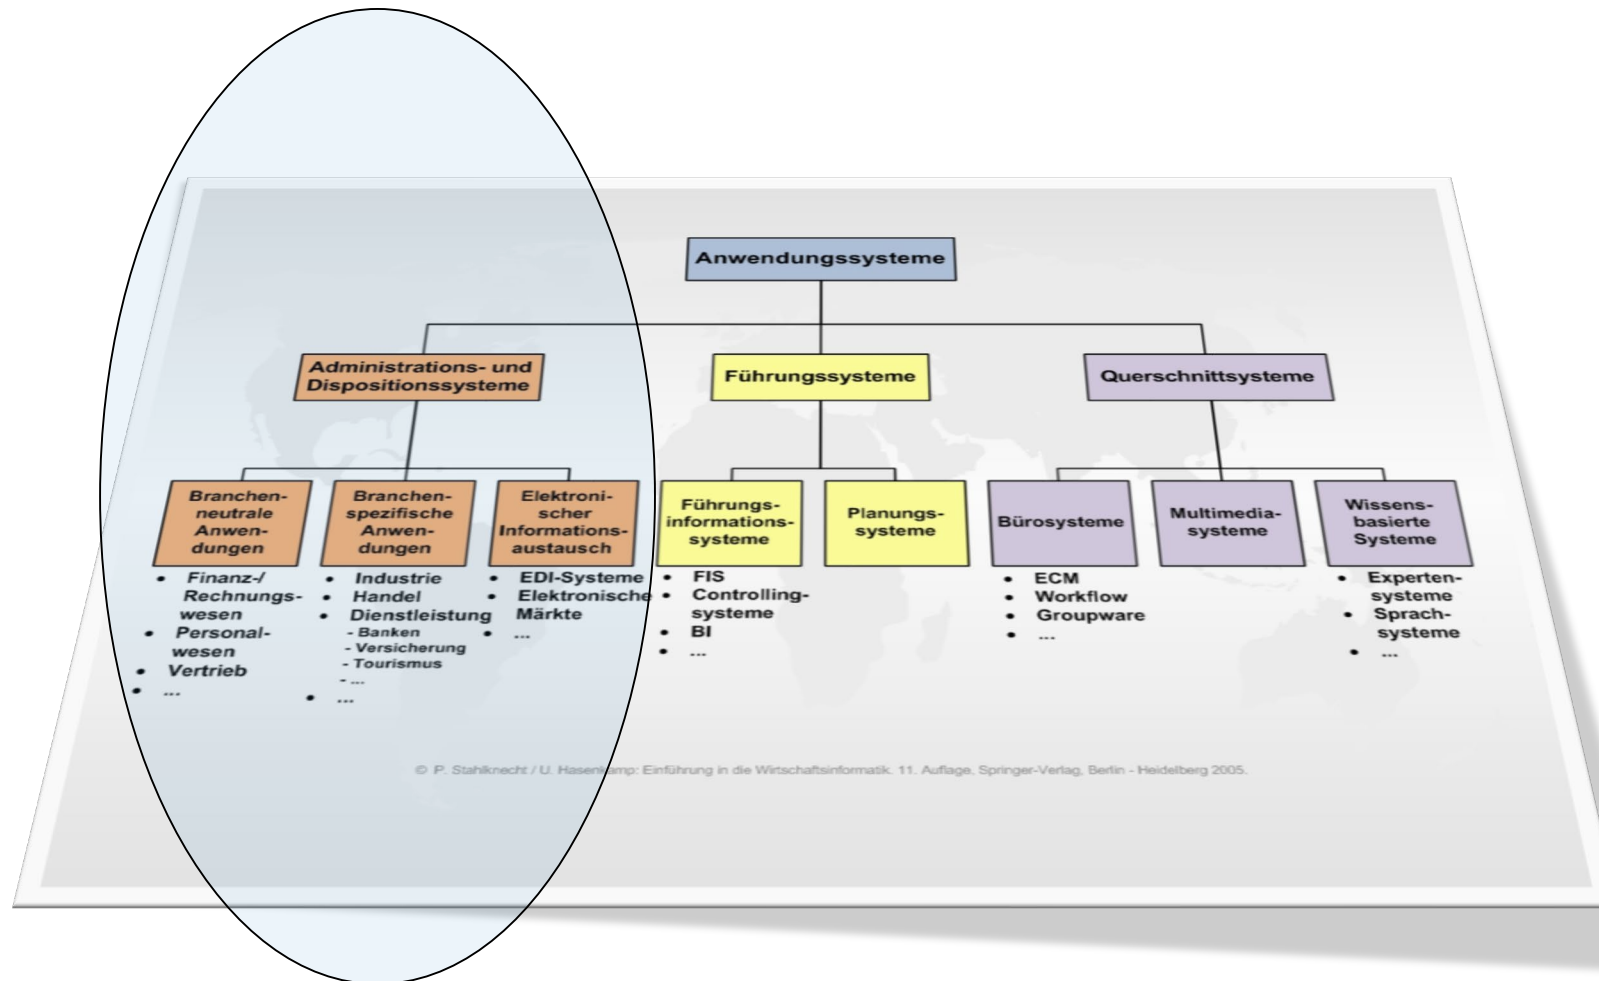 Anwendungssysteme
Administrations- und
Dispositionssysteme
Führungssysteme
Querschnittsysteme
Branchen-
neutrale
Anwen-
dungen
• Finanz-/
Rechnungs-
wesen
• Personal-
wesen
• Vertrieb
• ...
Branchen-
spezifische
Anwen-
dungen
• Industrie
• Handel
• Dienstleistung
- Banken
- Versicherung
- Tourismus
- ...
• ...
Elektroni-
scher
Informations-
austausch
• EDI-Systeme
• Elektronische
Märkte
• ...
Führungs-
informations-
systeme
• FIS
• Controlling-
systeme
• BI
• ...
Planungs-
systeme
Bürosysteme
• ECM
• Workflow
• Groupware
• ...
Multimedia-
systeme
Wissens-
basierte
Systeme
• Experten-
systeme
• Sprach-
systeme
• ...
© P. Stahlknecht / U. Hasenkamp: Einführung in die Wirtschaftsinformatik. 11. Auflage, Springer-Verlag, Berlin - Heidelberg 2005.